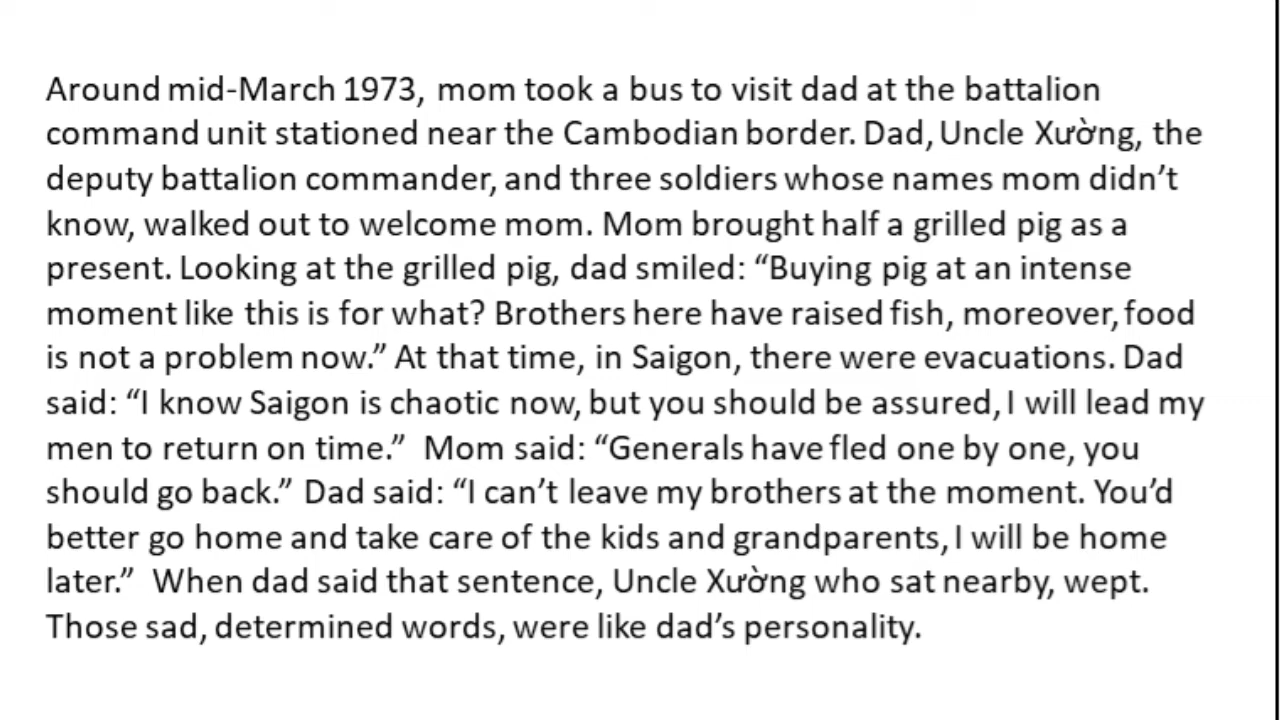 Around mid-March 1973, mom took a bus to visit dad at the battalion
command unit stationed near the Cambodian border. Dad, Uncle Xường, the
deputy battalion commander, and three soldiers whose names mom didn’t
know, walked out to welcome mom. Mom brought half a grilled pig as a
present. Looking at the grilled pig, dad smiled: “Buying pig at an intense
moment like this is for what? Brothers here have raised fish, moreover, food
is not a problem now.” At that time, in Saigon, there were evacuations. Dad
said: “I know Saigon is chaotic now, but you should be assured, I will lead my
men to return on time.”  Mom said: “Generals have fled one by one, you
should go back.” Dad said: “I can’t leave my brothers at the moment. You’d
better go home and take care of the kids and grandparents, I will be home
later.”  When dad said that sentence, Uncle Xường who sat nearby, wept.
Those sad, determined words, were like dad’s personality.